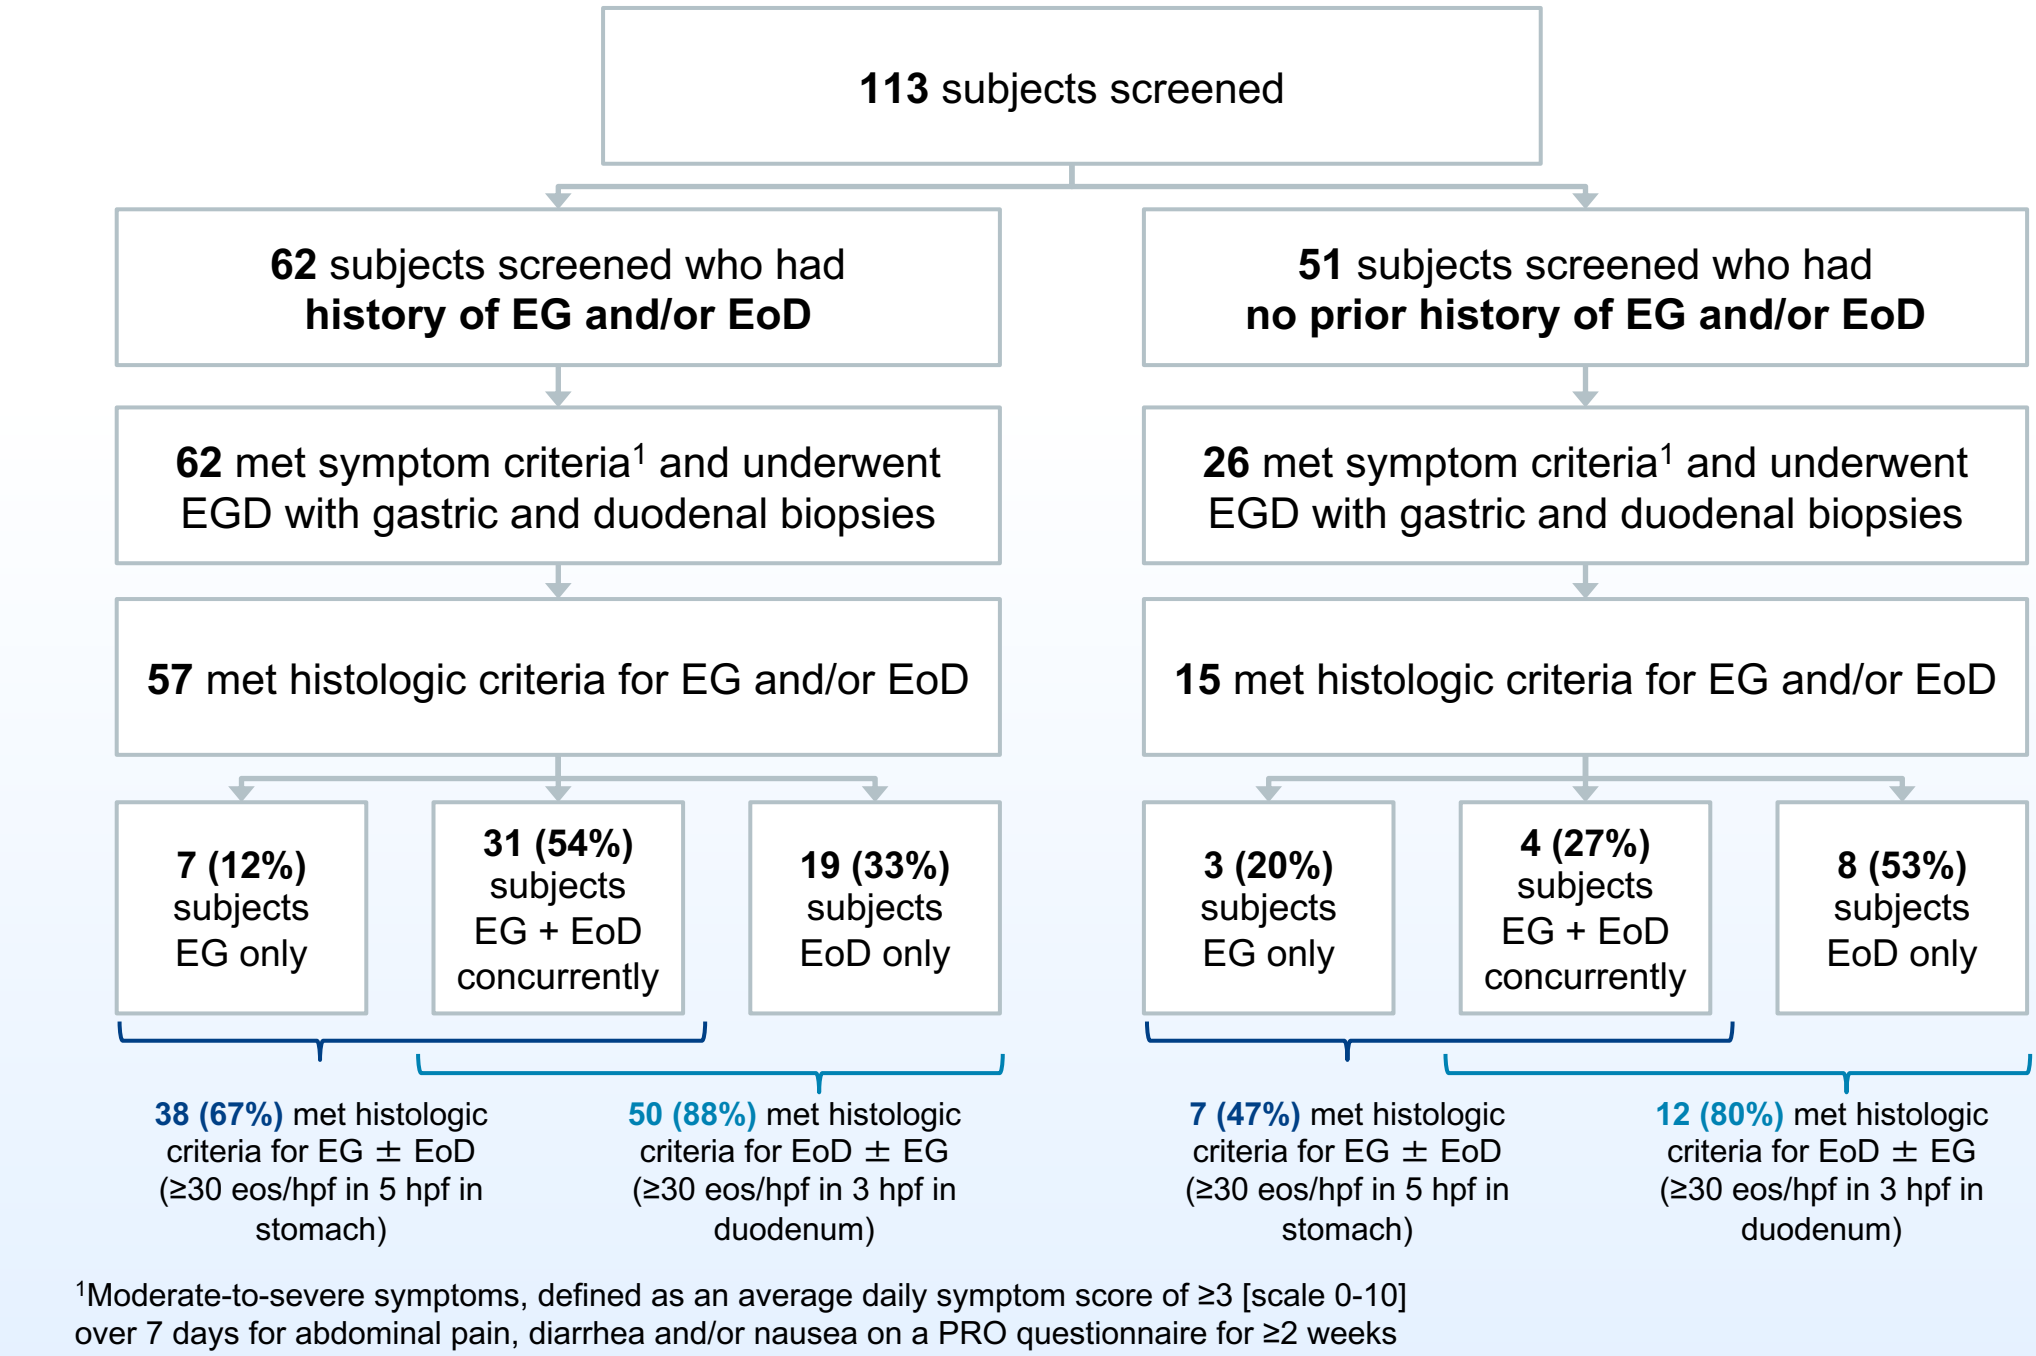 113 subjects screened
62 subjects screened who had
history of EG and/or EoD
51 subjects screened who had
no prior history of EG and/or EoD
62 met symptom criteria¹ and underwent
EGD with gastric and duodenal biopsies
26 met symptom criteria¹ and underwent
EGD with gastric and duodenal biopsies
57 met histologic criteria for EG and/or EoD
15 met histologic criteria for EG and/or EoD
7 (12%)
subjects
EG only
31 (54%)
subjects
EG + EoD
concurrently
19 (33%)
subjects
EoD only
3 (20%)
subjects
EG only
4 (27%)
subjects
EG + EoD
concurrently
8 (53%)
subjects
EoD only
38 (67%) met histologic
criteria for EG ± EoD
(≥30 eos/hpf in 5 hpf in
stomach)
50 (88%) met histologic
criteria for EoD ± EG
(≥30 eos/hpf in 3 hpf in
duodenum)
7 (47%) met histologic
criteria for EG ± EoD
(≥30 eos/hpf in 5 hpf in
stomach)
12 (80%) met histologic
criteria for EoD ± EG
(≥30 eos/hpf in 3 hpf in
duodenum)
¹Moderate-to-severe symptoms, defined as an average daily symptom score of ≥3 [scale 0-10]
over 7 days for abdominal pain, diarrhea and/or nausea on a PRO questionnaire for ≥2 weeks